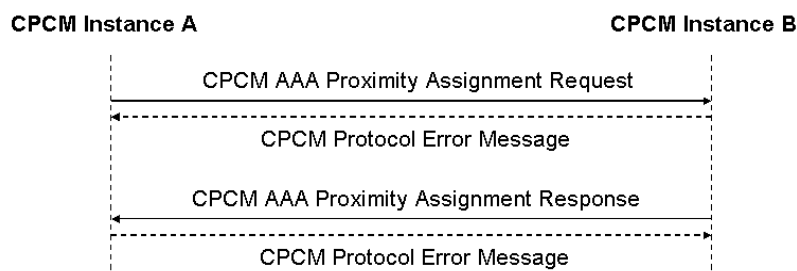 CPCM Instance A
CPCM Instance B
CPCM AAA Proximity Assignment Request
CPCM Protocol Error Message
CPCM AAA Proximity Assignment Response
CPCM Protocol Error Message